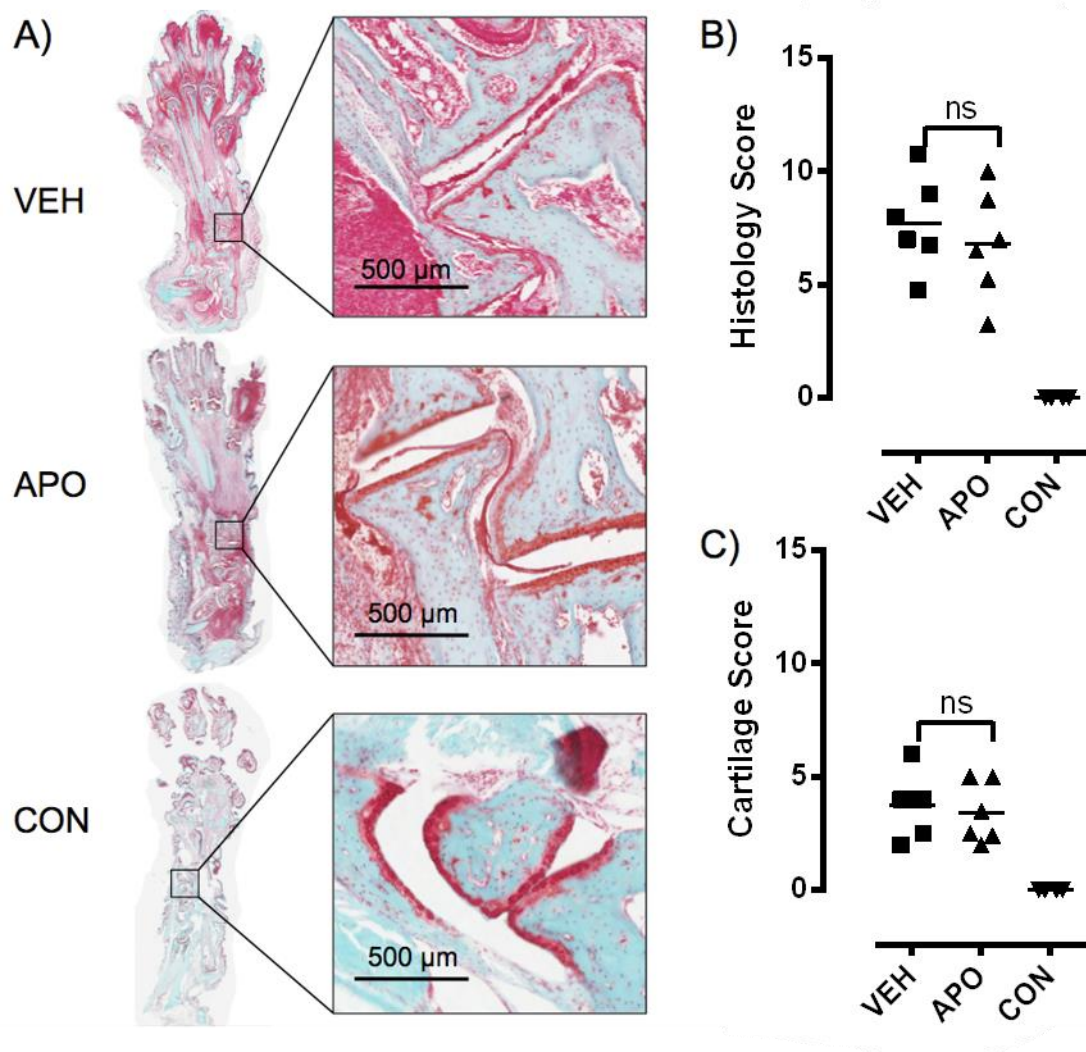 A)
VEH
500 µm
APO
500 µm
CON
500 µm
B)
Histology Score
15
10
5
0
ns
VEH
APO
CON
C)
Cartilage Score
15
10
5
0
ns
VEH
APO
CON